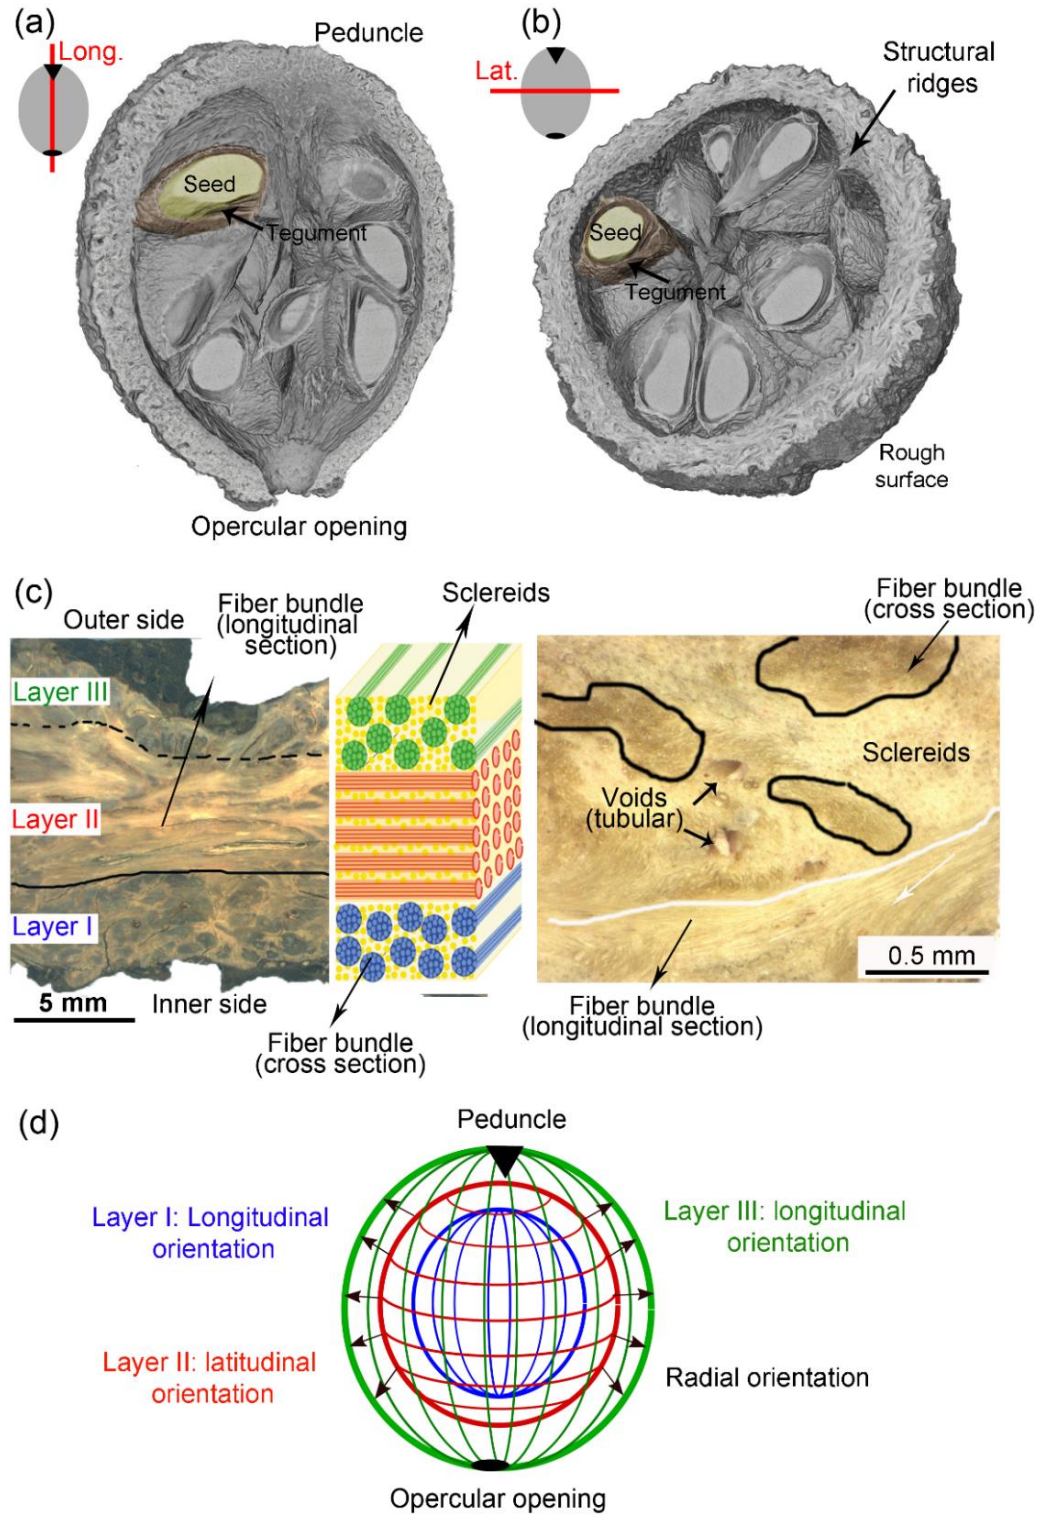 (a)
Peduncle
Long.
Seed
Tegument
Opercular opening
(b)
Lat.
Structural
ridges
Seed
Tegument
Rough
surface
(c)
Outer side
Fiber bundle
(longitudinal
section)
Sclereids
Fiber bundle
(cross section)
Layer III
Layer II
Layer I
5 mm
Inner side
Fiber bundle
(cross section)
Sclereids
Voids
(tubular)
0.5 mm
Fiber bundle
(longitudinal section)
(d)
Peduncle
Layer I: Longitudinal
orientation
Layer III: longitudinal
orientation
Layer II: latitudinal
orientation
Radial orientation
Opercular opening